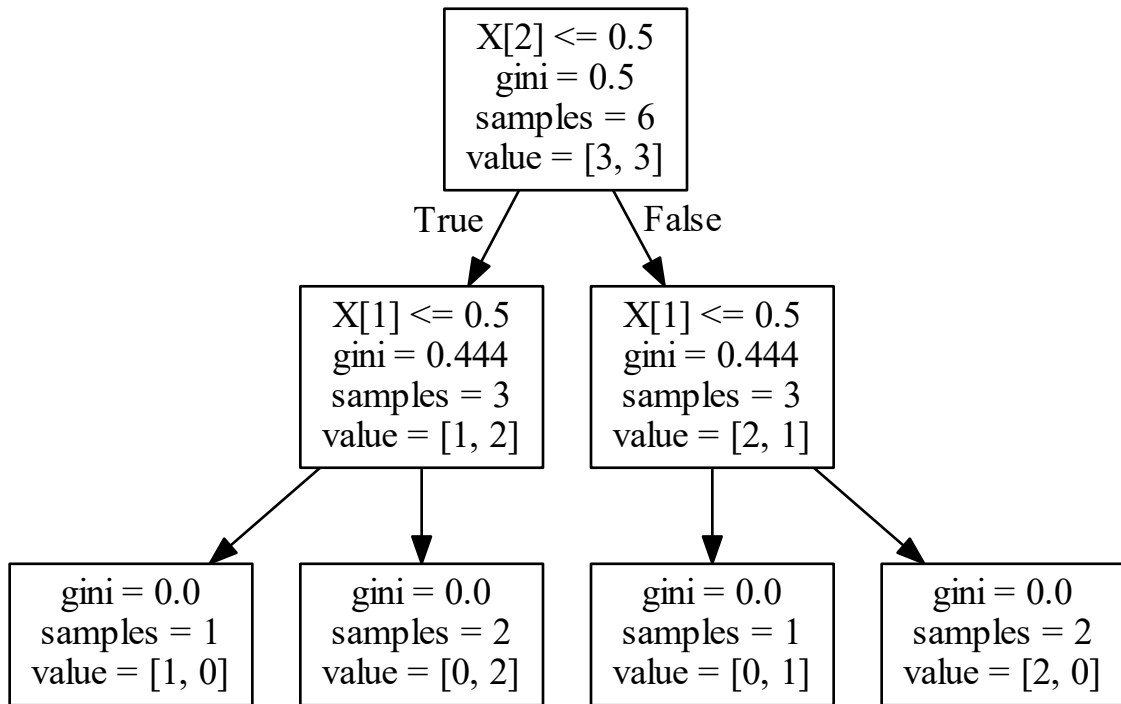 X[2] <= 0.5
gini = 0.5
samples = 6
value = [3, 3]
True
False
X[1] <= 0.5
gini = 0.444
samples = 3
value = [1, 2]
X[1] <= 0.5
gini = 0.444
samples = 3
value = [2, 1]
gini = 0.0
samples = 1
value = [1, 0]
gini = 0.0
samples = 2
value = [0, 2]
gini = 0.0
samples = 1
value = [0, 1]
gini = 0.0
samples = 2
value = [2, 0]